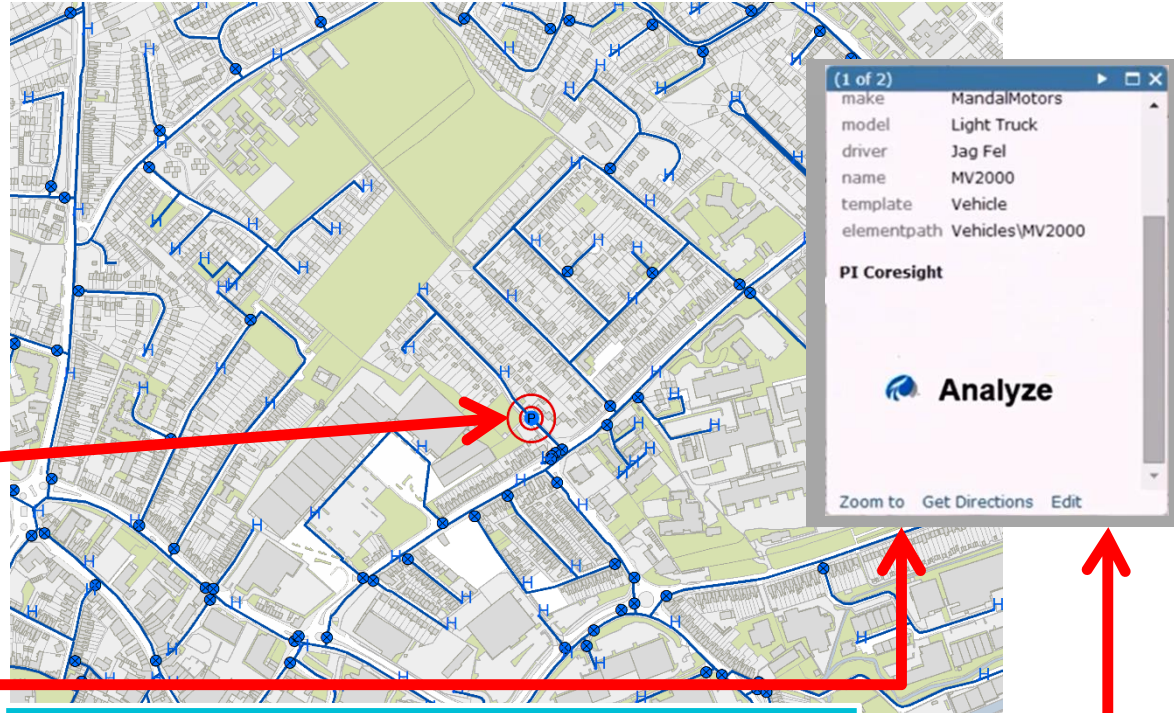 (1 of 2)
make MandalMotors
model Light Truck
driver Jag Fel
name MV2000
template Vehicle
elementpath Vehicles\MV2000
PI Coresight
Analyze
Zoom to Get Directions Edit
P